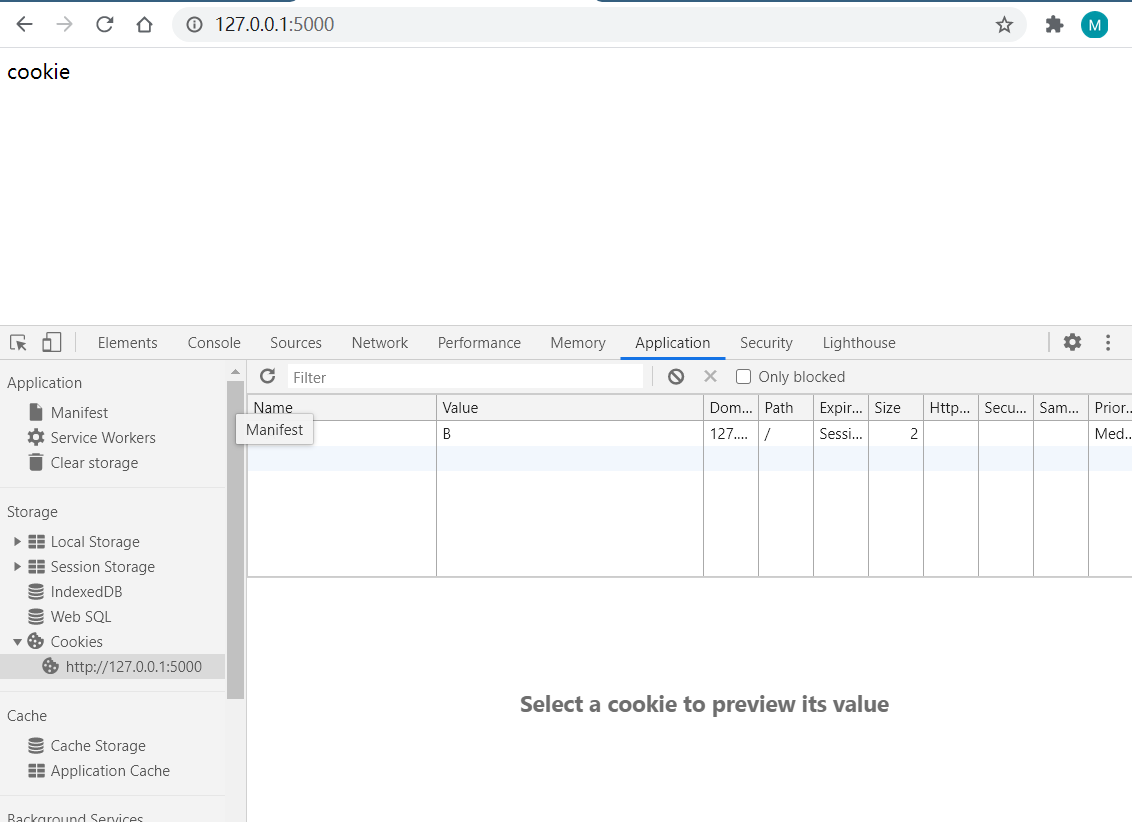 127.0.0.1:5000
M
cookie
Elements Console Sources Network Performance Memory Application Security Lighthouse
Application
Manifest
Service Workers
Clear storage
Storage
Local Storage
Session Storage
IndexedDB
Web SQL
Cookies
http://127.0.0.1:5000
Cache
Cache Storage
Application Cache
Background Services
Filter Only blocked
Name Value Dom... Path Expir... Size Http... Secu... Sam... Prior...
Manifest
B 127.... / Sessi... 2 Med...
Select a cookie to preview its value